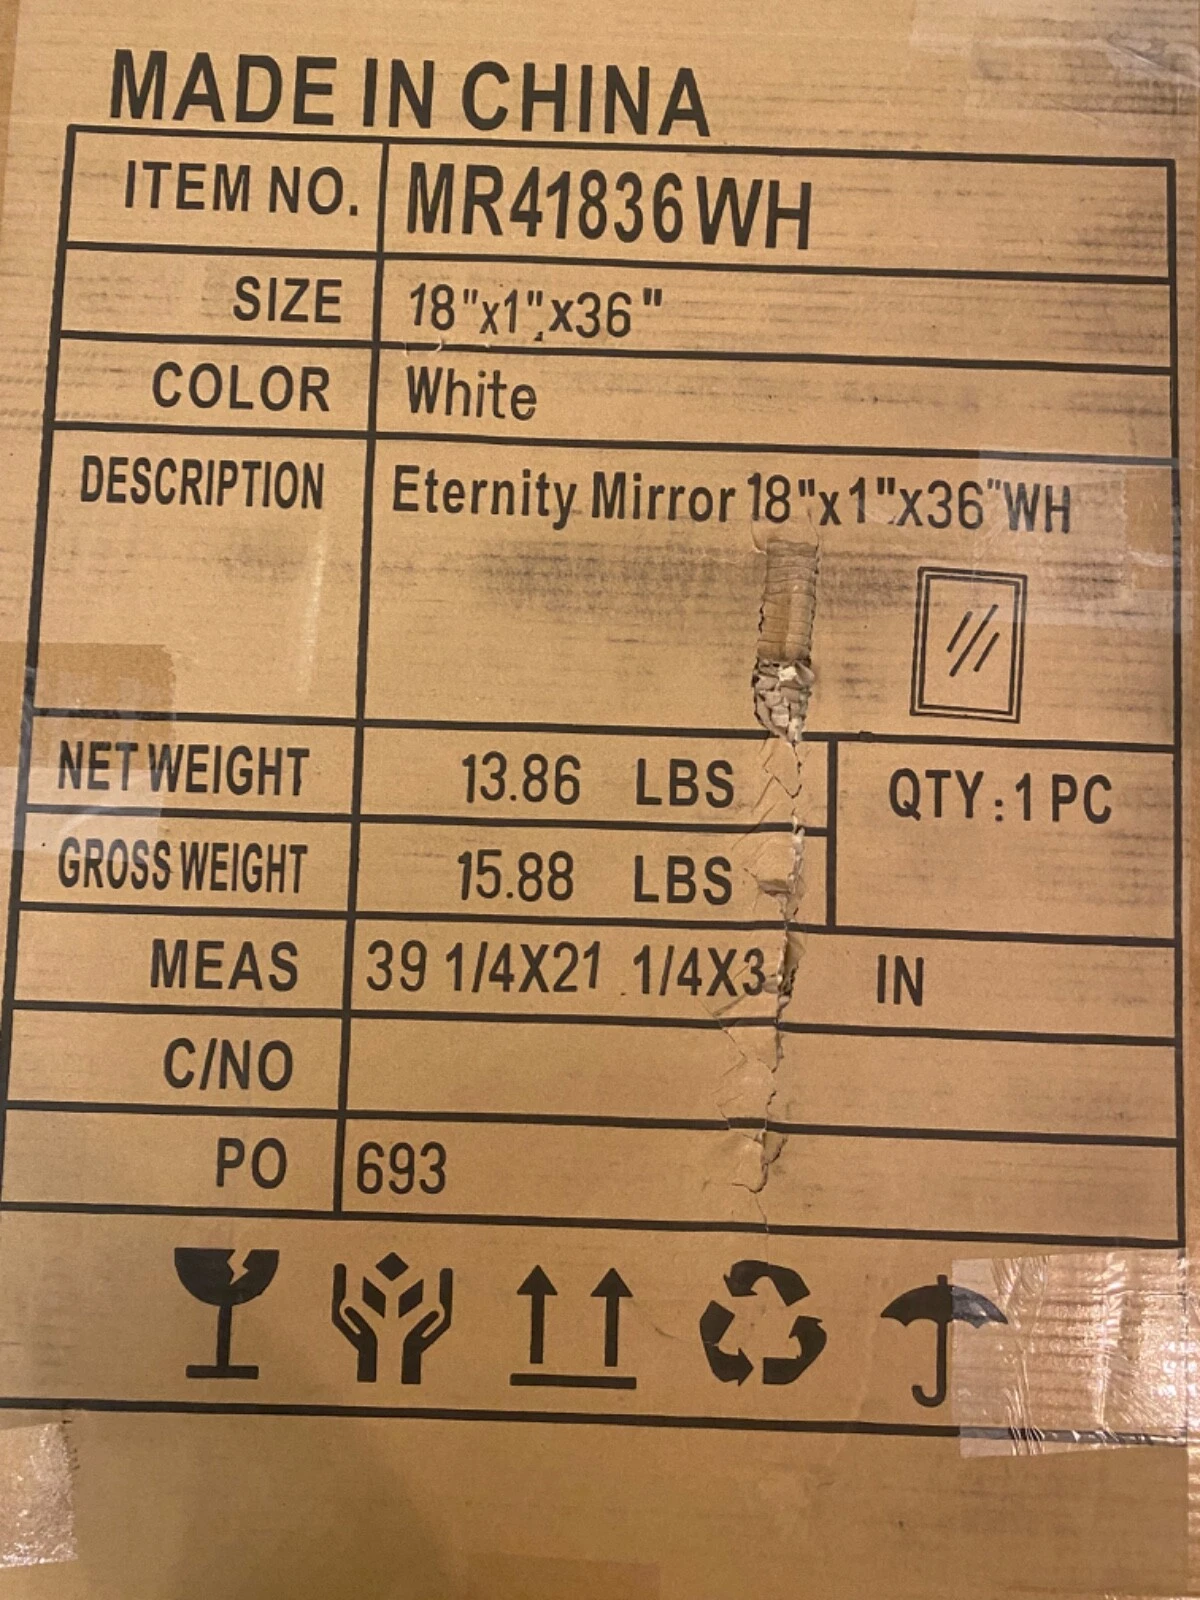 MADE IN CHINA
ITEM NO. MR41836WH
SIZE 18"x1"x36"
COLOR White
DESCRIPTION Eternity Mirror 18"x1"x36"WH
NET WEIGHT 13.86 LBS
QTY:1 PC
GROSS WEIGHT 15.88 LBS
MEAS 39 1/4X21 1/4X3 IN
C/NO
PO 693